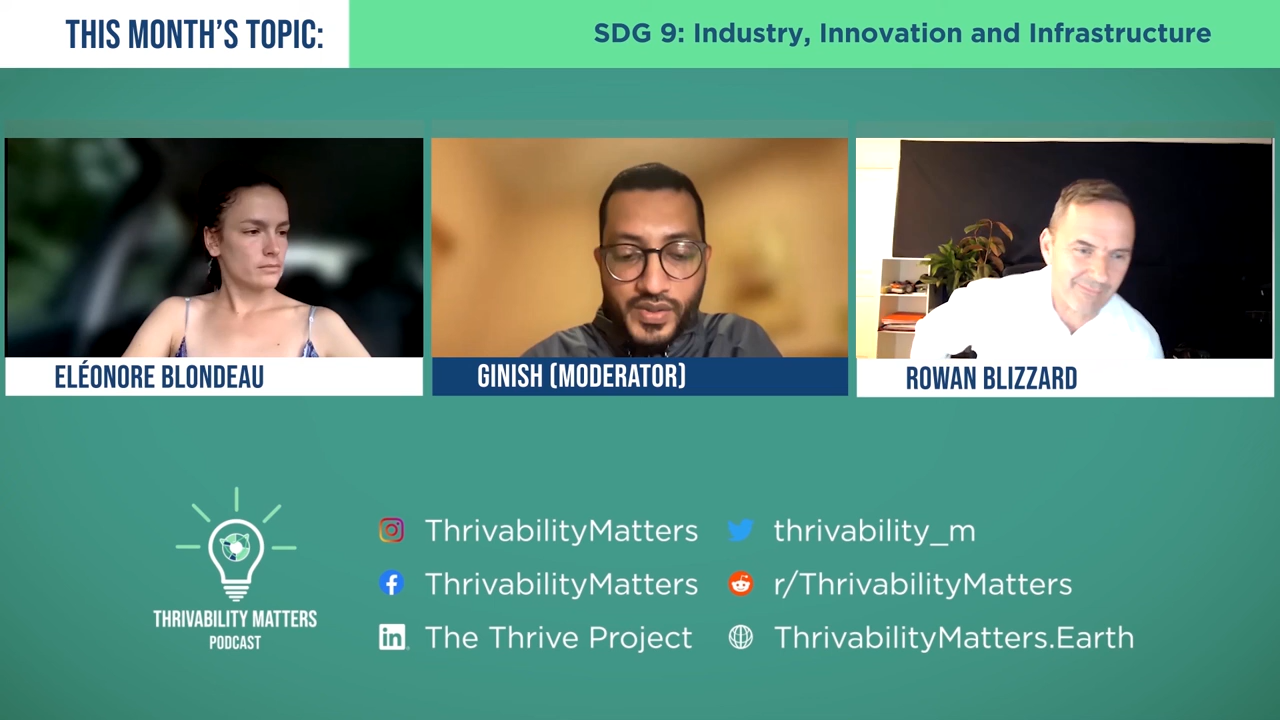 THIS MONTH'S TOPIC:
SDG 9: Industry, Innovation and Infrastructure
ELÉONORE BLONDEAU
GINISH (MODERATOR)
ROWAN BLIZZARD
THRIVABILITY MATTERS
PODCAST
ThrivabilityMatters
thrivability_m
ThrivabilityMatters
r/ThrivabilityMatters
in
The Thrive Project
ThrivabilityMatters.Earth